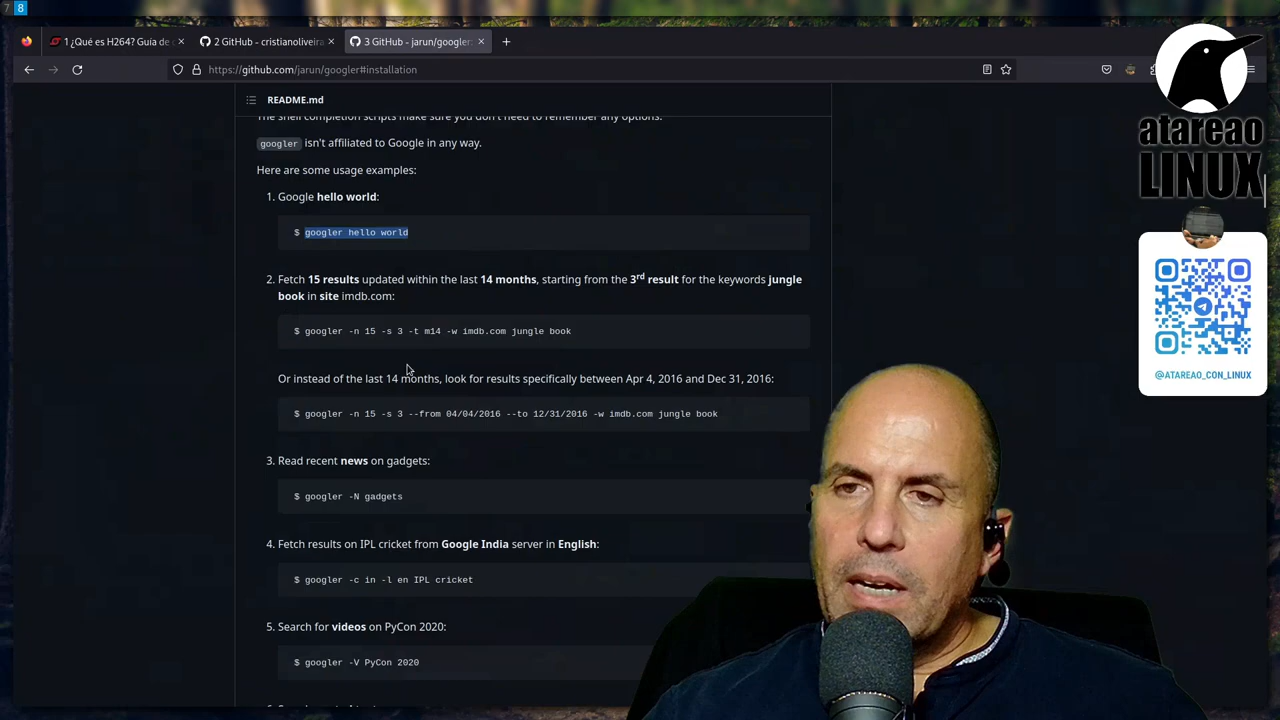 7 8
1 ¿Qué es H264? Guía de
2 GitHub - cristianoliveira
3 GitHub - jarun/googler:
https://github.com/jarun/googler#installation
README.md
The shell completion scripts make sure you don't need to remember any options.
googler isn't affiliated to Google in any way.
Here are some usage examples:
1. Google hello world:
$ googler hello world
2. Fetch 15 results updated within the last 14 months, starting from the 3rd result for the keywords jungle
book in site imdb.com:
$ googler -n 15 -s 3 -t m14 -w imdb.com jungle book
Or instead of the last 14 months, look for results specifically between Apr 4, 2016 and Dec 31, 2016:
$ googler -n 15 -s 3 --from 04/04/2016 --to 12/31/2016 -w imdb.com jungle book
3. Read recent news on gadgets:
$ googler -N gadgets
4. Fetch results on IPL cricket from Google India server in English:
$ googler -c in -l en IPL cricket
5. Search for videos on PyCon 2020:
$ googler -V PyCon 2020
atareao
LINUX
@ATAREAO_CON_LINUX